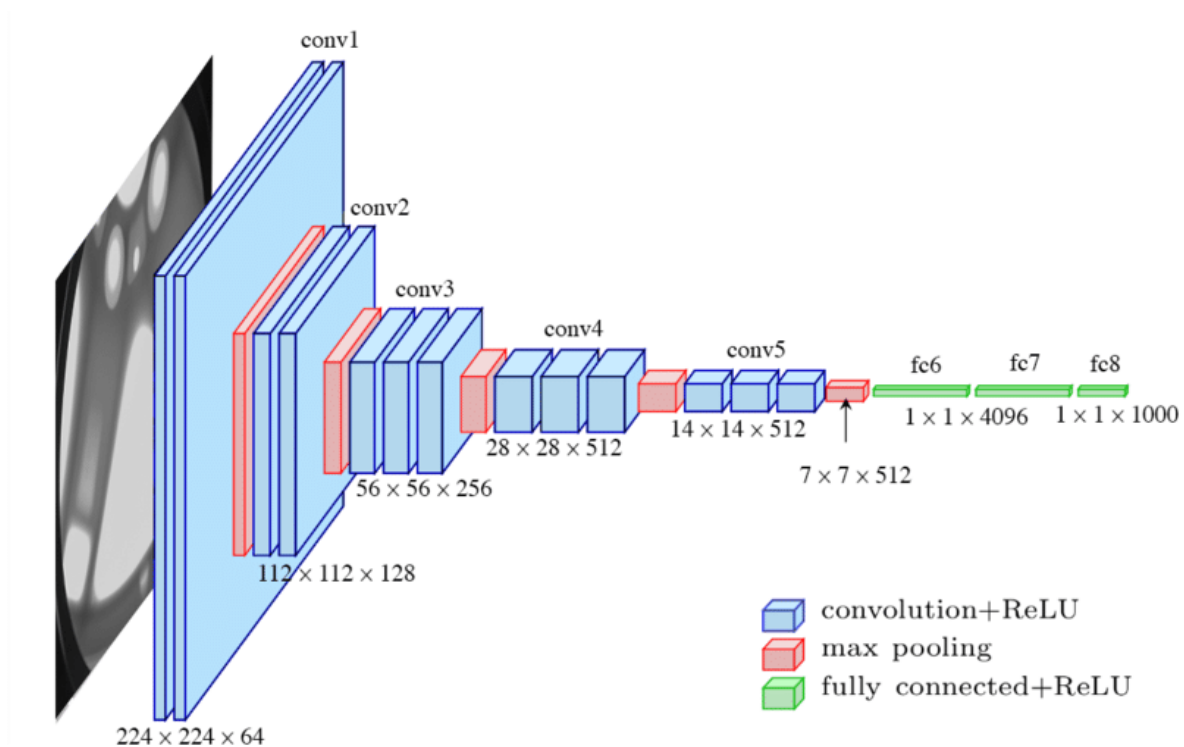 conv1
conv2
conv3
conv4
conv5
fc6
fc7
fc8
1 × 1 × 4096
1 × 1 × 1000
14 × 14 × 512
28 × 28 × 512
7 × 7 × 512
56 × 56 × 256
112 × 112 × 128
convolution+ReLU
max pooling
fully connected+ReLU
224 × 224 × 64